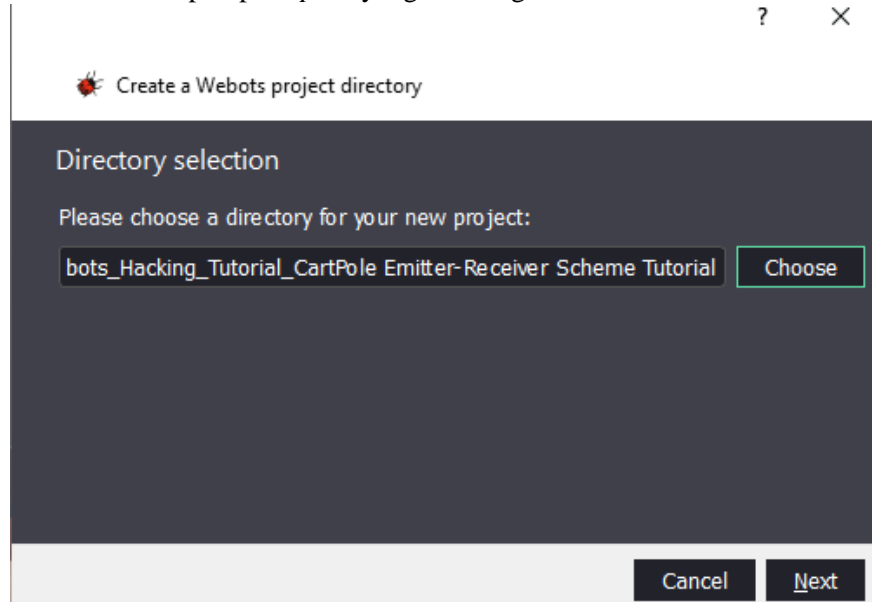 ? ×
Create a Webots project directory
Directory selection
Please choose a directory for your new project:
bots_Hacking_Tutorial_CartPole Emitter-Receiver Scheme Tutorial Choose
Cancel Next